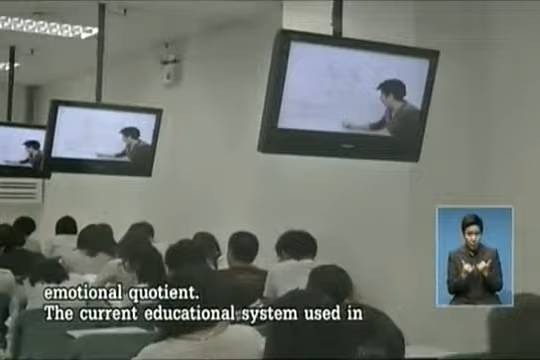 emotional quotient.
The current educational system used in